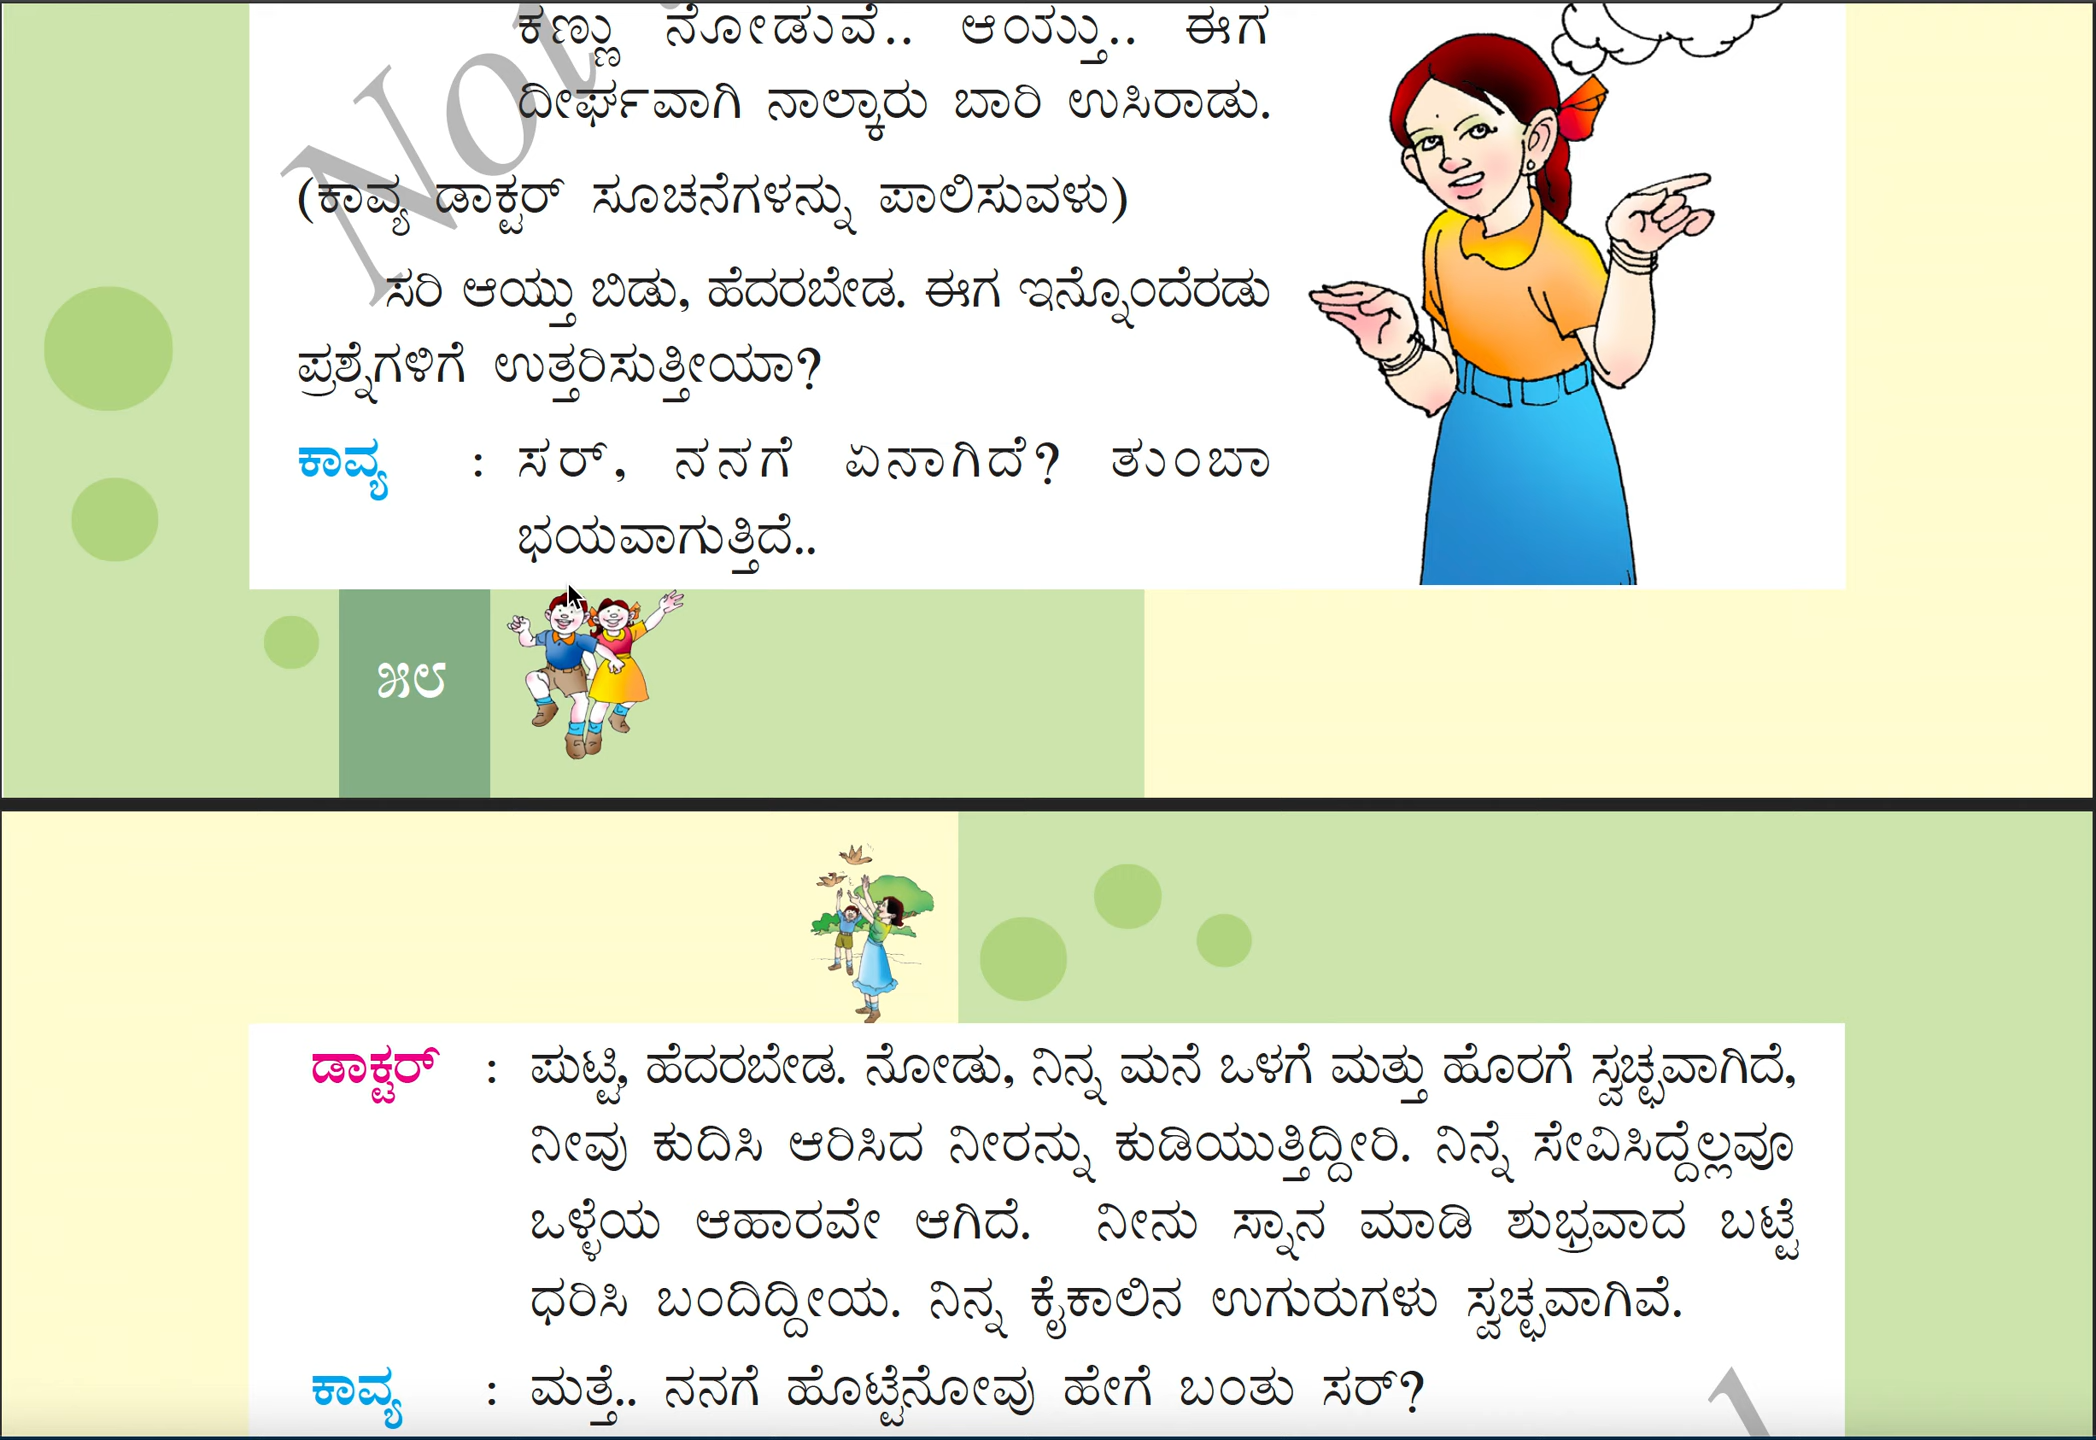 ಕಣ್ಣು ನೋಡುವೆ.. ಆಯ್ತು.. ಈಗ
ದೀರ್ಘವಾಗಿ ನಾಲ್ಕಾರು ಬಾರಿ ಉಸಿರಾಡು.
(ಕಾವ್ಯ ಡಾಕ್ಟರ್ ಸೂಚನೆಗಳನ್ನು ಪಾಲಿಸುವಳು)
ಸರಿ ಆಯ್ತು ಬಿಡು, ಹೆದರಬೇಡ. ಈಗ ಇನ್ನೊಂದೆರಡು
ಪ್ರಶ್ನೆಗಳಿಗೆ ಉತ್ತರಿಸುತ್ತೀಯಾ?
ಕಾವ್ಯ : ಸರ್, ನನಗೆ ಏನಾಗಿದೆ? ತುಂಬಾ
ಭಯವಾಗುತ್ತಿದೆ..
Not
೫೮
ಡಾಕ್ಟರ್ : ಪುಟ್ಟಿ, ಹೆದರಬೇಡ. ನೋಡು, ನಿನ್ನ ಮನೆ ಒಳಗೆ ಮತ್ತು ಹೊರಗೆ ಸ್ವಚ್ಛವಾಗಿದೆ,
ನೀವು ಕುದಿಸಿ ಆರಿಸಿದ ನೀರನ್ನು ಕುಡಿಯುತ್ತಿದ್ದೀರಿ. ನಿನ್ನೆ ಸೇವಿಸಿದ್ದೆಲ್ಲವೂ
ಒಳ್ಳೆಯ ಆಹಾರವೇ ಆಗಿದೆ. ನೀನು ಸ್ನಾನ ಮಾಡಿ ಶುಭ್ರವಾದ ಬಟ್ಟೆ
ಧರಿಸಿ ಬಂದಿದ್ದೀಯ. ನಿನ್ನ ಕೈಕಾಲಿನ ಉಗುರುಗಳು ಸ್ವಚ್ಛವಾಗಿವೆ.
ಕಾವ್ಯ : ಮತ್ತೆ.. ನನಗೆ ಹೊಟ್ಟೆನೋವು ಹೇಗೆ ಬಂತು ಸರ್?